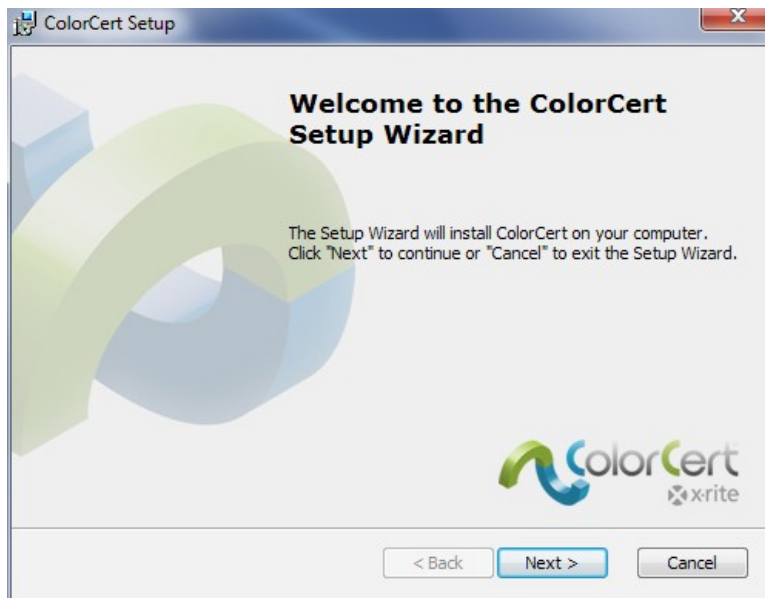 ColorCert Setup
Welcome to the ColorCert
Setup Wizard
The Setup Wizard will install ColorCert on your computer.
Click "Next" to continue or "Cancel" to exit the Setup Wizard.
ColorCert
x·rite
< Back
Next >
Cancel